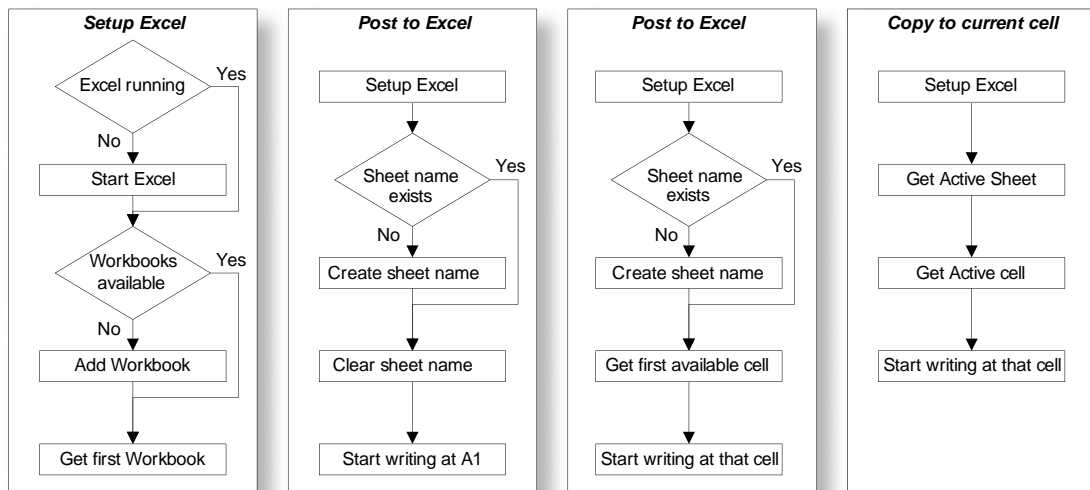 Setup Excel
Excel running
Yes
No
Start Excel
Workbooks
available
Yes
No
Add Workbook
Get first Workbook
Post to Excel
Setup Excel
Sheet name
exists
Yes
No
Create sheet name
Clear sheet name
Start writing at A1
Post to Excel
Setup Excel
Sheet name
exists
Yes
No
Create sheet name
Get first available cell
Start writing at that cell
Copy to current cell
Setup Excel
Get Active Sheet
Get Active cell
Start writing at that cell